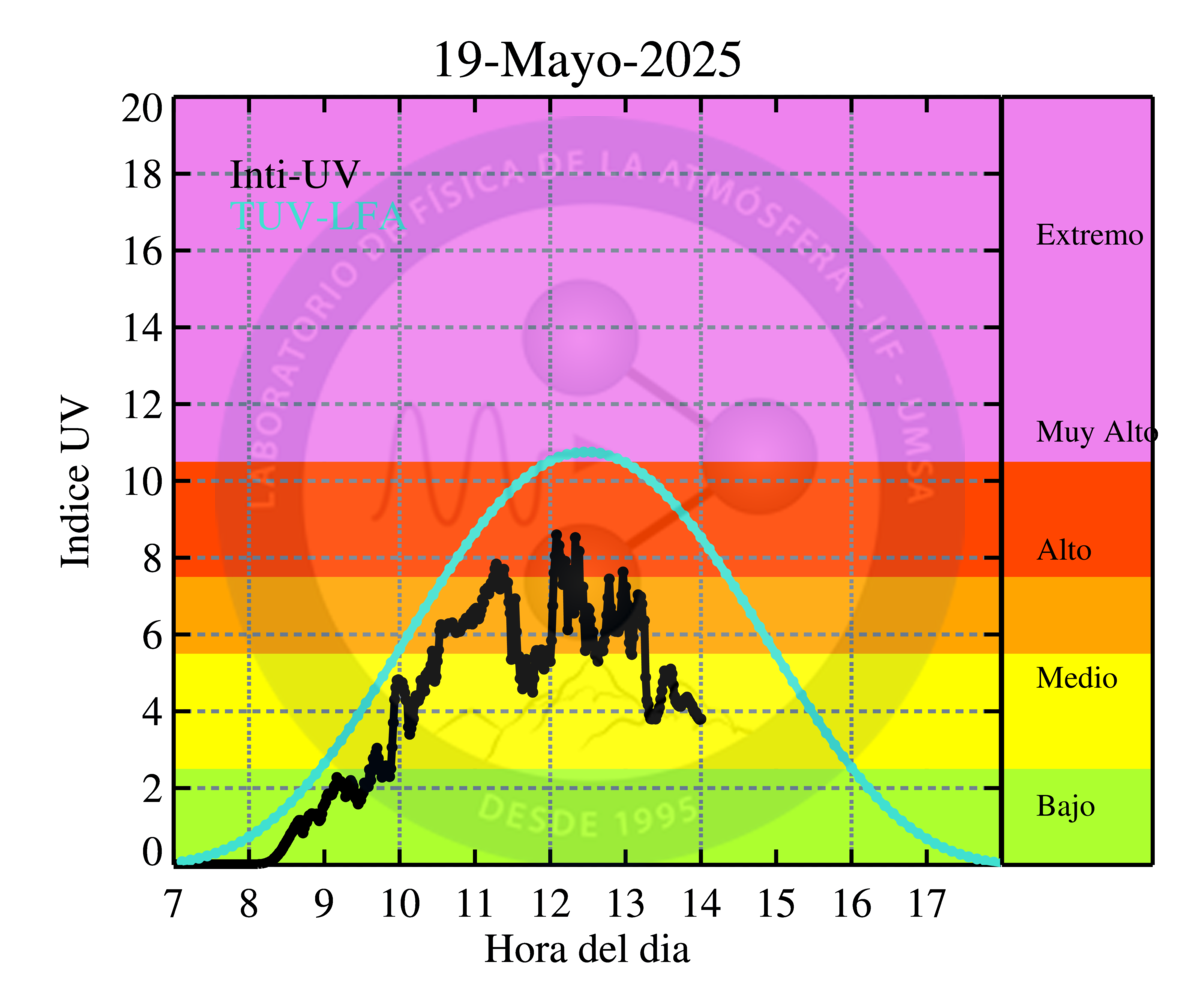 19-Mayo-2025
Indice UV
20
18
16
14
12
10
8
6
4
2
0
Inti-UV
TUV-LFA
LABORATORIO DE FÍSICA DE LA ATMÓSFERA - IIF - UMSA
DESDE 1995
Extremo
Muy Alto
Alto
Medio
Bajo
7 8 9 10 11 12 13 14 15 16 17
Hora del dia